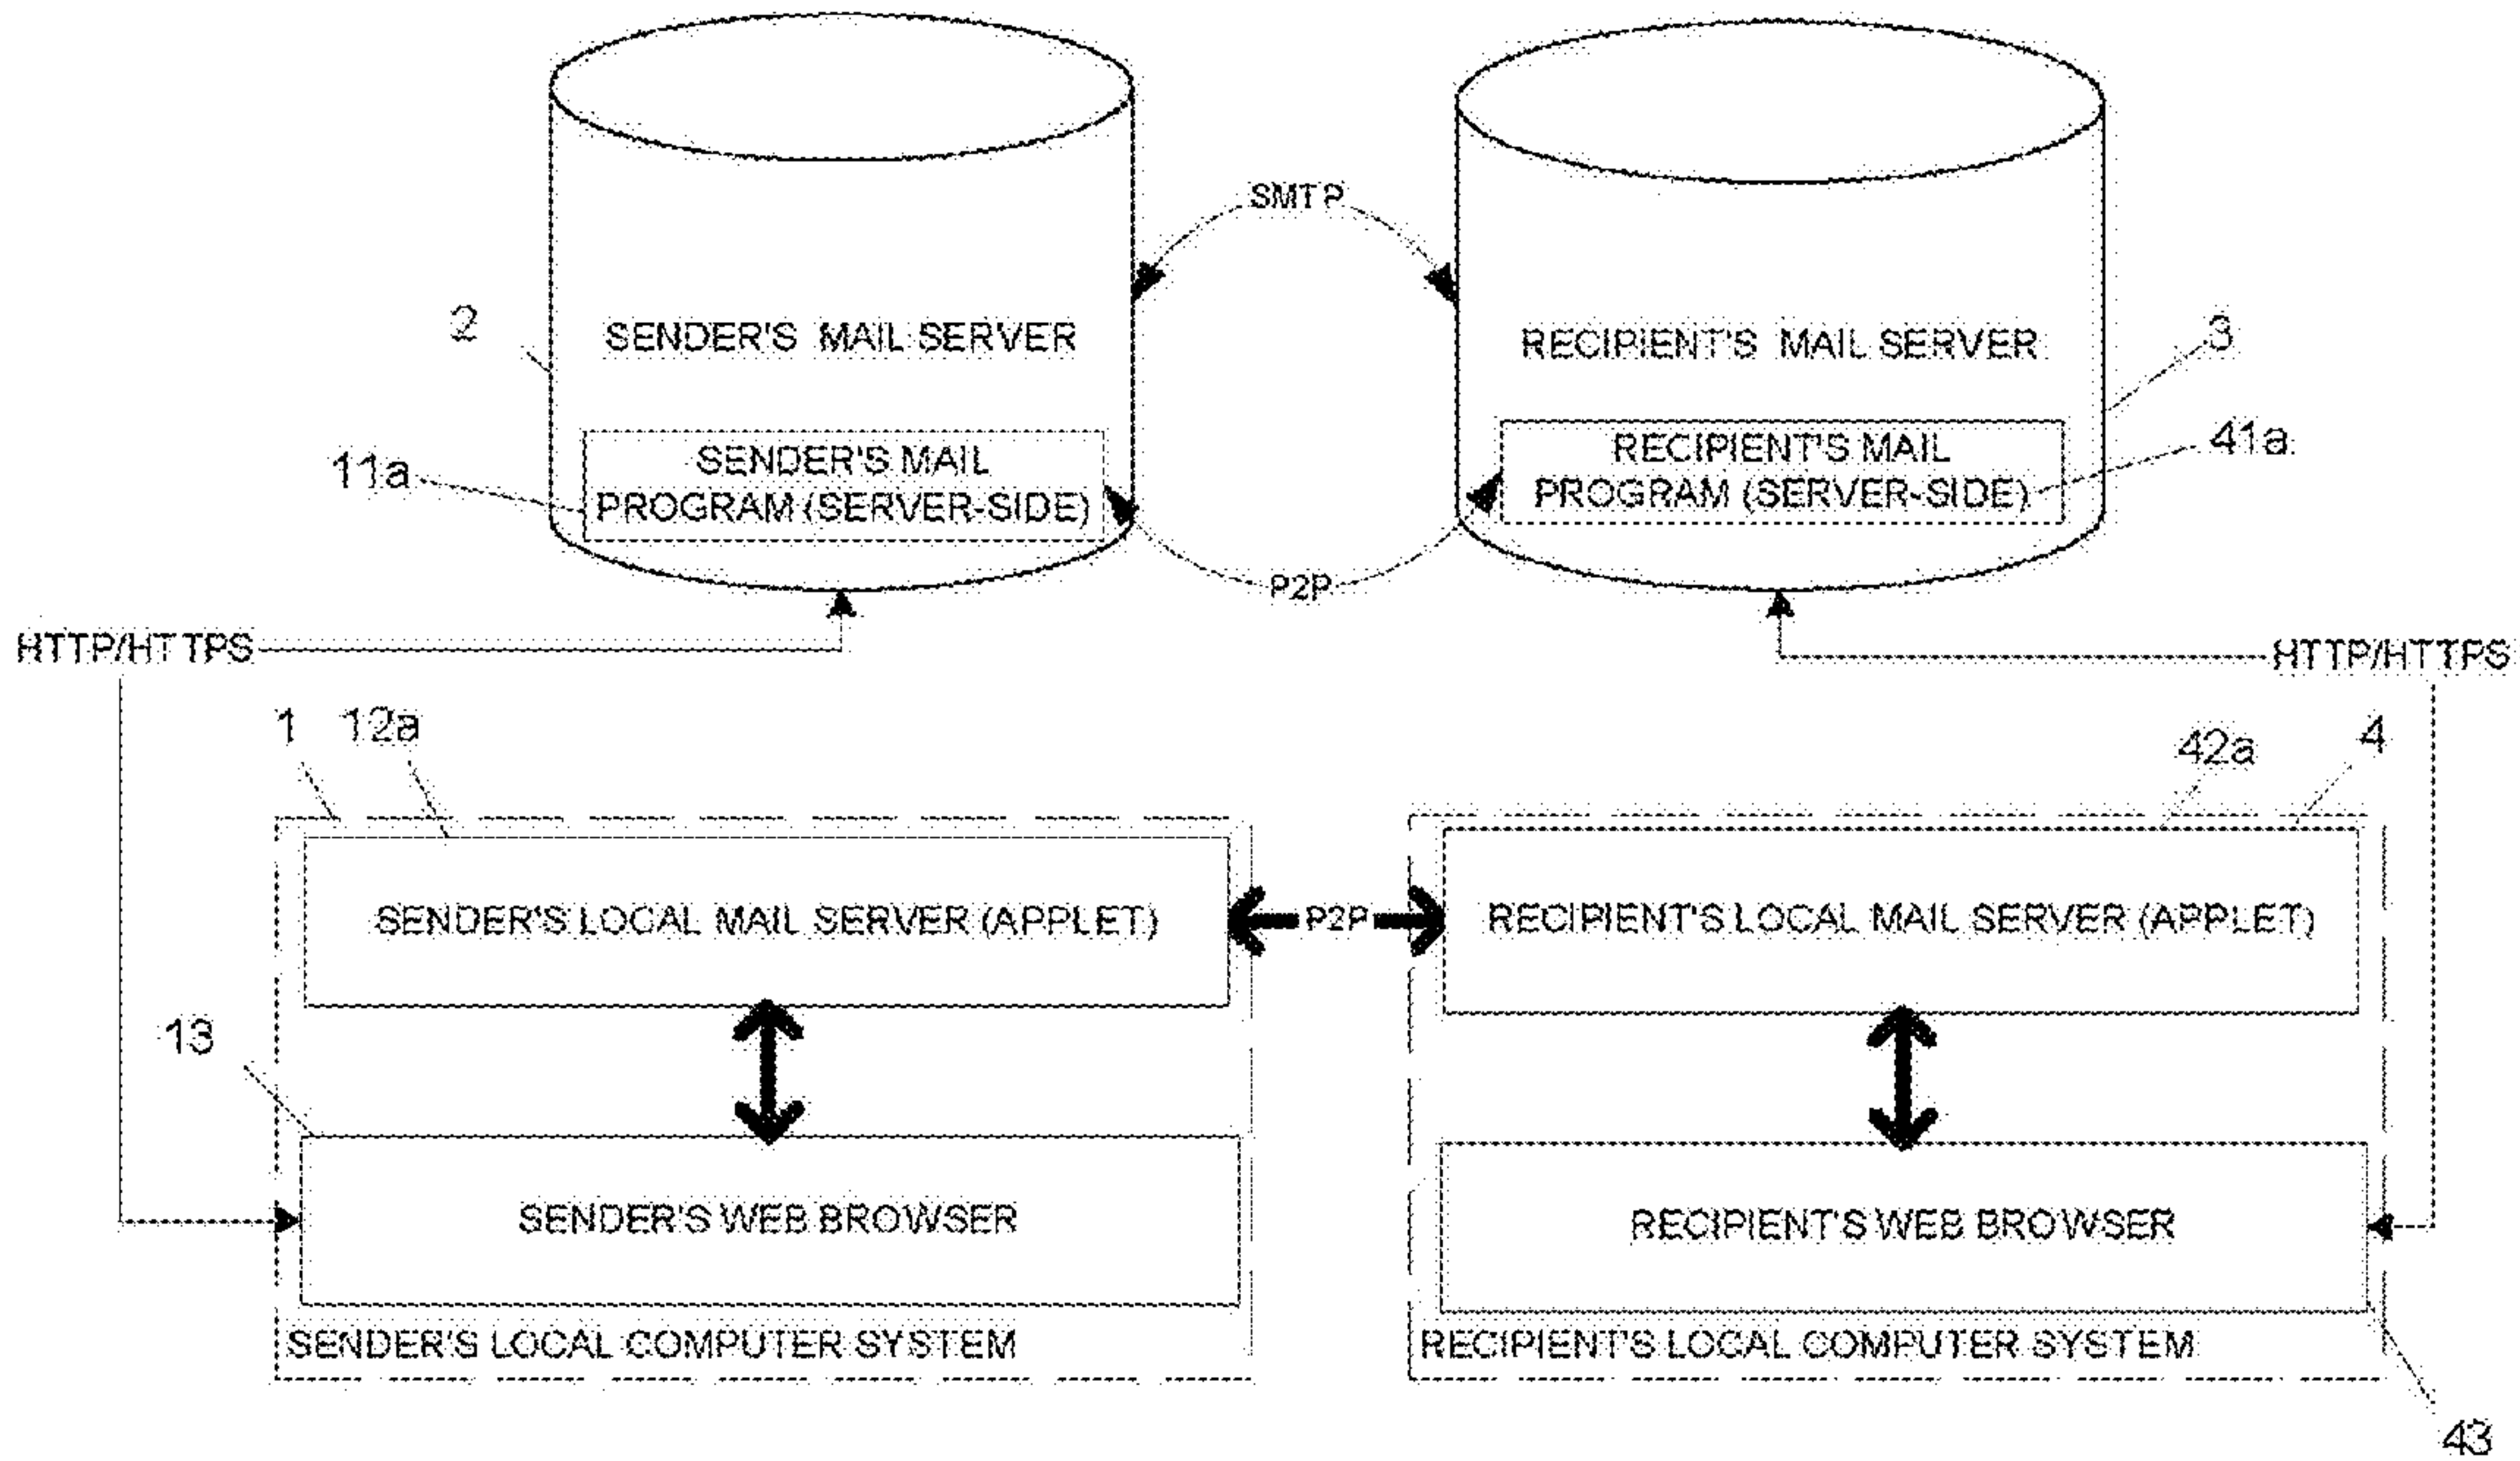 SMTP
2
SENDER'S MAIL SERVER
RECIPIENT'S MAIL SERVER
3
11a
SENDER'S MAIL
PROGRAM (SERVER-SIDE)
RECIPIENT'S MAIL
PROGRAM (SERVER-SIDE)
41a
P2P
HTTP/HTTPS
HTTP/HTTPS
1
12a
42a
4
SENDER'S LOCAL MAIL SERVER (APPLET)
P2P
RECIPIENT'S LOCAL MAIL SERVER (APPLET)
13
SENDER'S WEB BROWSER
RECIPIENT'S WEB BROWSER
SENDER'S LOCAL COMPUTER SYSTEM
RECIPIENT'S LOCAL COMPUTER SYSTEM
43